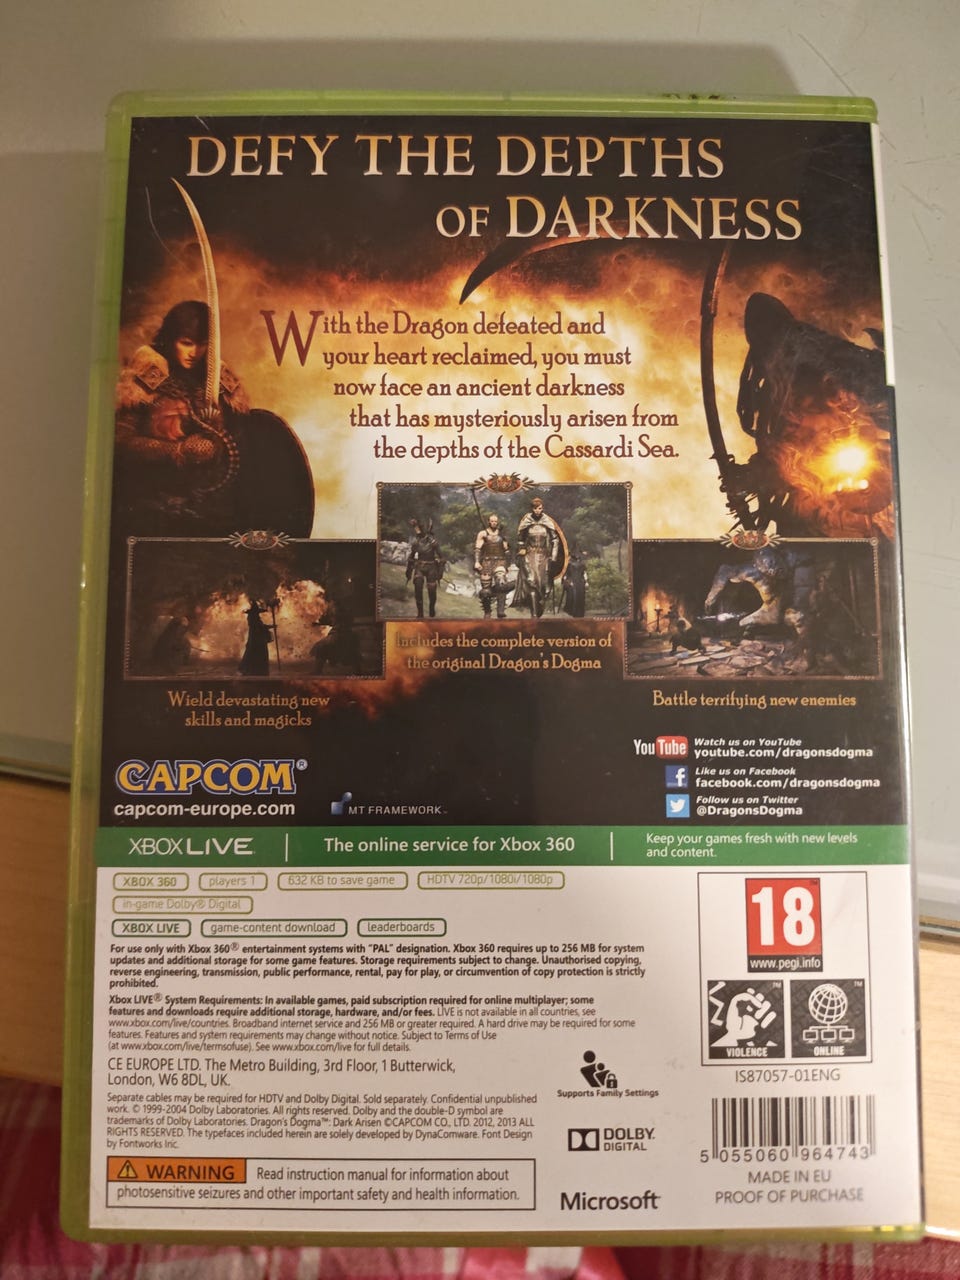 DEFY THE DEPTHS
OF DARKNESS
With the Dragon defeated and
your heart reclaimed, you must
now face an ancient darkness
that has mysteriously arisen from
the depths of the Cassardi Sea.
Includes the complete version of
the original Dragon's Dogma
Wield devastating new
skills and magicks
Battle terrifying new enemies
CAPCOM®
capcom-europe.com
MT FRAMEWORK™
YouTube Watch us on YouTube
youtube.com/dragonsdogma
f Like us on Facebook
facebook.com/dragonsdogma
Follow us on Twitter
@DragonsDogma
XBOX LIVE
The online service for Xbox 360
Keep your games fresh with new levels
and content.
XBOX 360 players 1 632 KB to save game HDTV 720p/1080i/1080p
in-game Dolby® Digital
XBOX LIVE game-content download leaderboards
For use only with Xbox 360® entertainment systems with "PAL" designation. Xbox 360 requires up to 256 MB for system
updates and additional storage for some game features. Storage requirements subject to change. Unauthorised copying,
reverse engineering, transmission, public performance, rental, pay for play, or circumvention of copy protection is strictly
prohibited.
Xbox LIVE® System Requirements: In available games, paid subscription required for online multiplayer; some
features and downloads require additional storage, hardware, and/or fees. LIVE is not available in all countries, see
www.xbox.com/live/countries. Broadband internet service and 256 MB or greater required. A hard drive may be required for some
features. Features and system requirements may change without notice. Subject to Terms of Use
(at www.xbox.com/live/termsofuse). See www.xbox.com/live for full details.
CE EUROPE LTD. The Metro Building, 3rd Floor, 1 Butterwick,
London, W6 8DL, UK.
Separate cables may be required for HDTV and Dolby Digital. Sold separately. Confidential unpublished
work. © 1999-2004 Dolby Laboratories. All rights reserved. Dolby and the double-D symbol are
trademarks of Dolby Laboratories. Dragon's Dogma™: Dark Arisen ©CAPCOM CO., LTD. 2012, 2013 ALL
RIGHTS RESERVED. The typefaces included herein are solely developed by DynaComware. Font Design
by Fontworks Inc.
WARNING Read instruction manual for information about
photosensitive seizures and other important safety and health information.
Supports Family Settings
DOLBY
DIGITAL
Microsoft
18™
www.pegi.info
VIOLENCE
ONLINE
IS87057-01ENG
5 055060 964743
MADE IN EU
PROOF OF PURCHASE